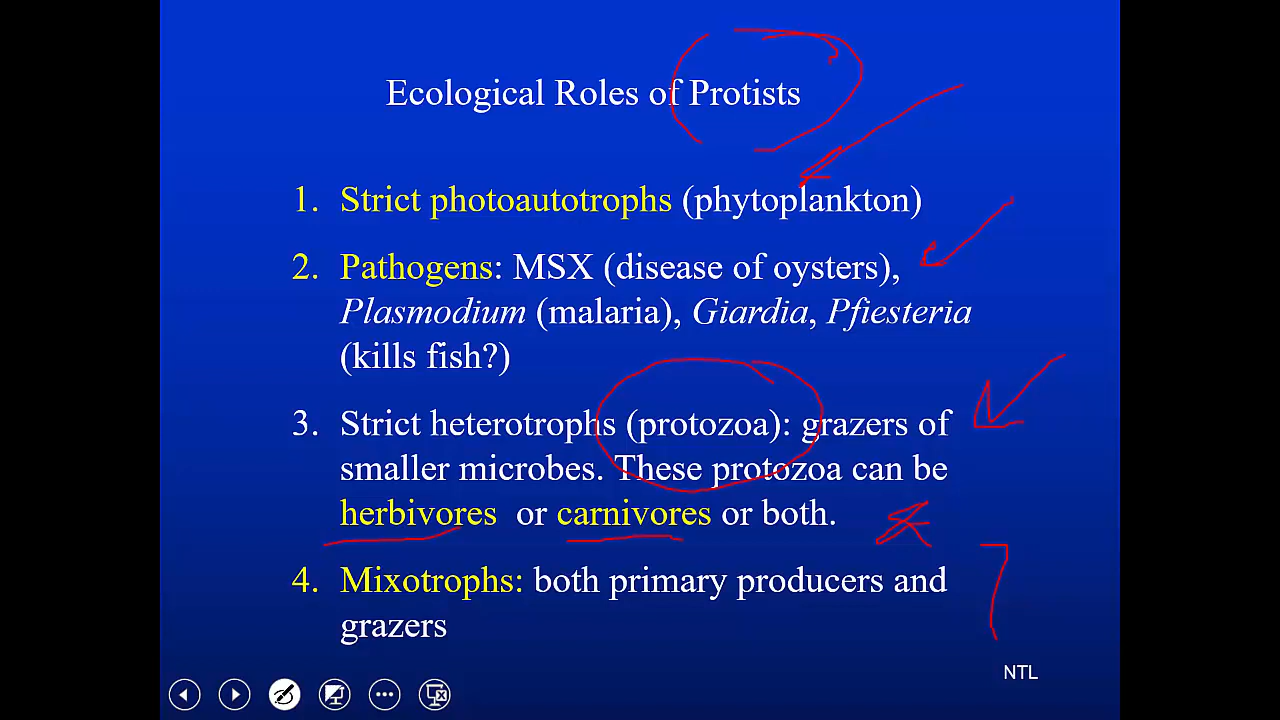 Ecological Roles of Protists
1. Strict photoautotrophs (phytoplankton)
2. Pathogens: MSX (disease of oysters),
Plasmodium (malaria), Giardia, Pfiesteria
(kills fish?)
3. Strict heterotrophs (protozoa): grazers of
smaller microbes. These protozoa can be
herbivores or carnivores or both.
4. Mixotrophs: both primary producers and
grazers
NTL